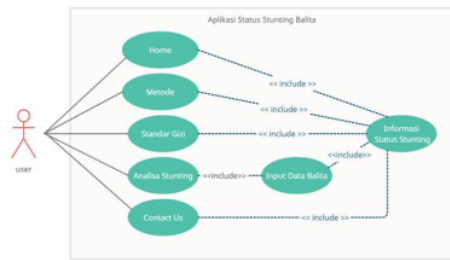 Aplikasi Status Stunting Balita
Home
<< include >>
Metode
<< include >>
Informasi
Status Stunting
Standar Gizi
<< include >>
<<include>>
Analisa Stunting
<<include>>
Input Data Balita
user
Contact Us
<< include >>